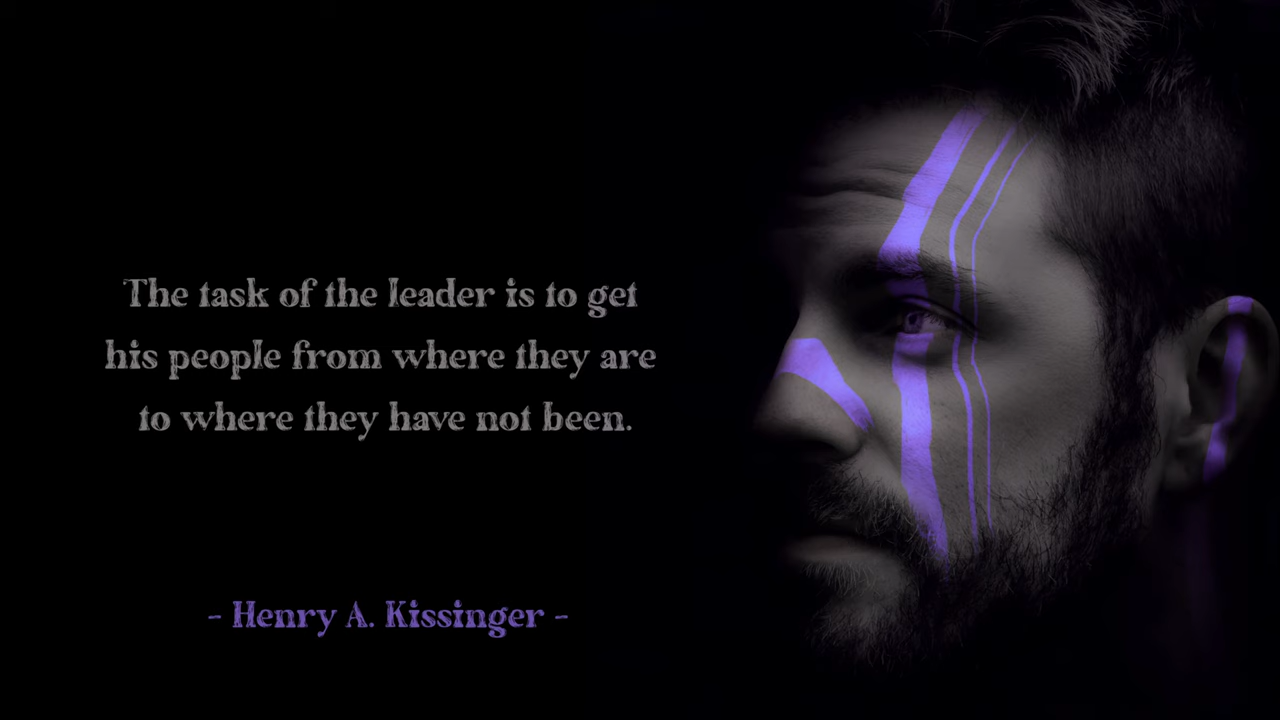 The task of the leader is to get
his people from where they are
to where they have not been.
- Henry A. Kissinger -